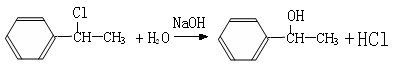 Cl OH
CH—CH₃ + H₂O NaOH CH—CH₃ + HCl